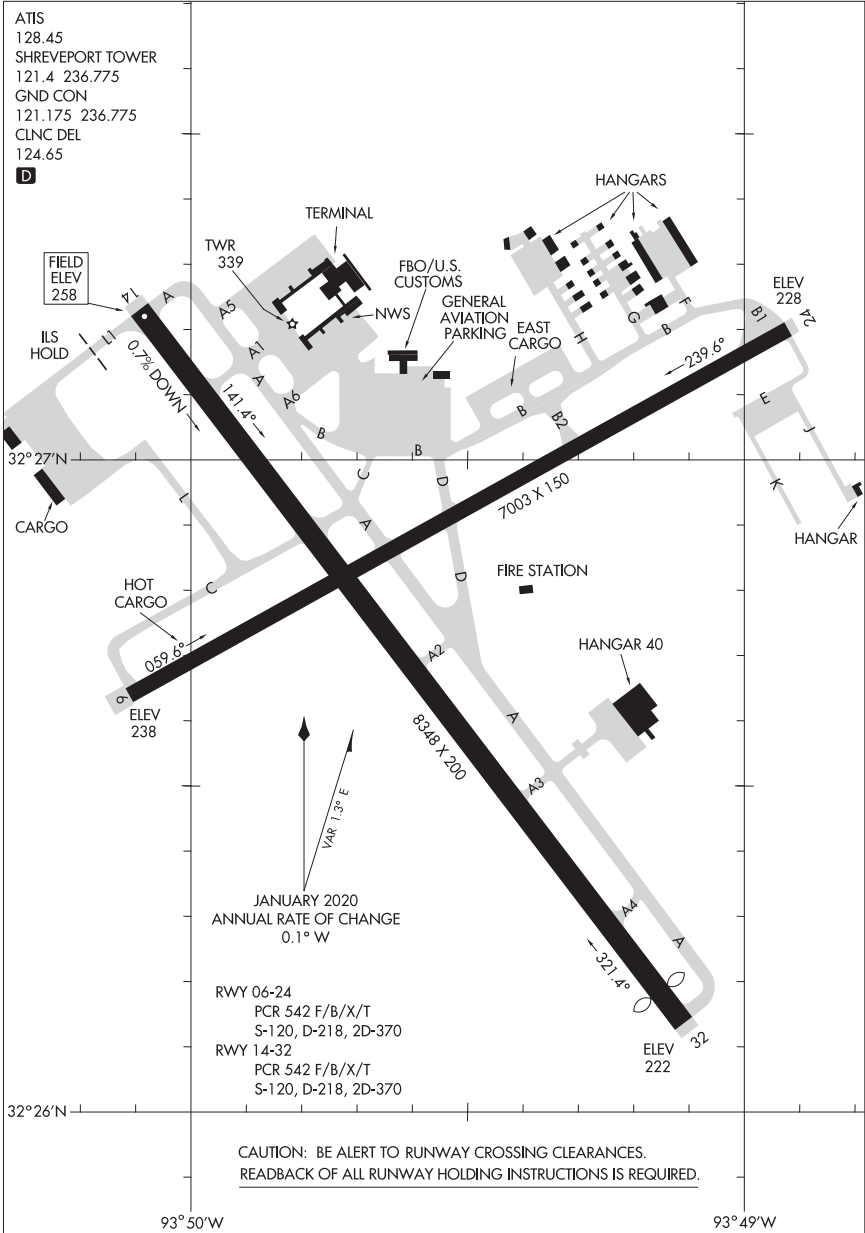 ATIS
128.45
SHREVEPORT TOWER
121.4 236.775
GND CON
121.175 236.775
CLNC DEL
124.65
D
HANGARS
TERMINAL
TWR
339
FBO/U.S.
CUSTOMS
FIELD
ELEV
258
GENERAL
AVIATION
PARKING
NWS
EAST
CARGO
ELEV
228
24
14
A
A5
L1
ILS
HOLD
0.7% DOWN
141.4°
A1
A
A6
B
F
G
H
B
B1
239.6°
B
B2
E
J
K
32°27'N
B
C
D
L
A
7003 X 150
CARGO
HANGAR
HOT
CARGO
C
D
FIRE STATION
059.6°
6
ELEV
238
A2
HANGAR 40
A
8348 X 200
A3
VAR 1.3° E
JANUARY 2020
ANNUAL RATE OF CHANGE
0.1° W
A4
A
321.4°
RWY 06-24
PCR 542 F/B/X/T
S-120, D-218, 2D-370
RWY 14-32
PCR 542 F/B/X/T
S-120, D-218, 2D-370
32
ELEV
222
32°26'N
CAUTION: BE ALERT TO RUNWAY CROSSING CLEARANCES.
READBACK OF ALL RUNWAY HOLDING INSTRUCTIONS IS REQUIRED.
93°50'W
93°49'W